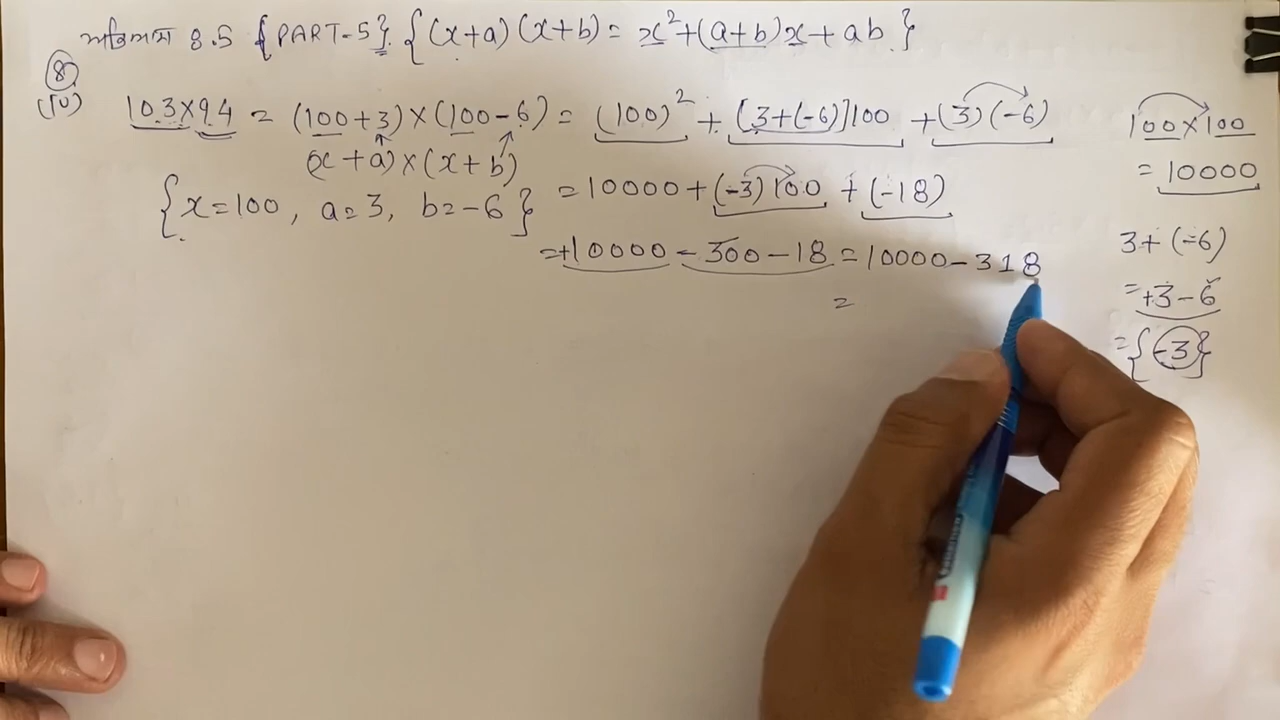 8.5 {PART-5} {(x+a)(x+b) = x²+(a+b)x+ab}
8
(iv) 103×94 = (100+3)×(100-6) = (100)² + [3+(-6)]100 + (3)(-6)
(x+a)×(x+b)
{x=100, a=3, b=-6}
= 10000+(-3)100 + (-18)
=+10000-300-18 = 10000-318
=
100×100
= 10000
3+(-6)
= +3-6
= {-3}